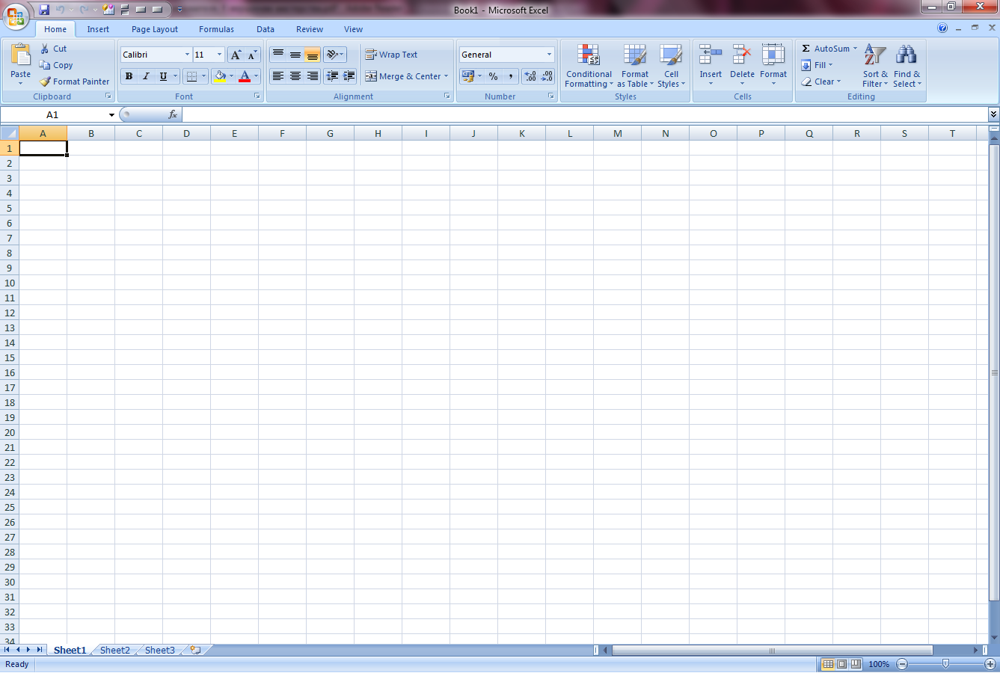 Book1 - Microsoft Excel
Home Insert Page Layout Formulas Data Review View
Cut
Copy
Format Painter
Paste
Clipboard
Calibri 11
B I U A
Font
Wrap Text
Merge & Center
Alignment
General
% , .00 .00
Number
Conditional Formatting
Format as Table
Cell Styles
Styles
Insert Delete Format
Cells
Σ AutoSum
Fill
Clear
Sort & Filter
Find & Select
Editing
A1 fx
A B C D E F G H I J K L M N O P Q R S T
1
2
3
4
5
6
7
8
9
10
11
12
13
14
15
16
17
18
19
20
21
22
23
24
25
26
27
28
29
30
31
32
33
34
Sheet1 Sheet2 Sheet3
Ready 100%